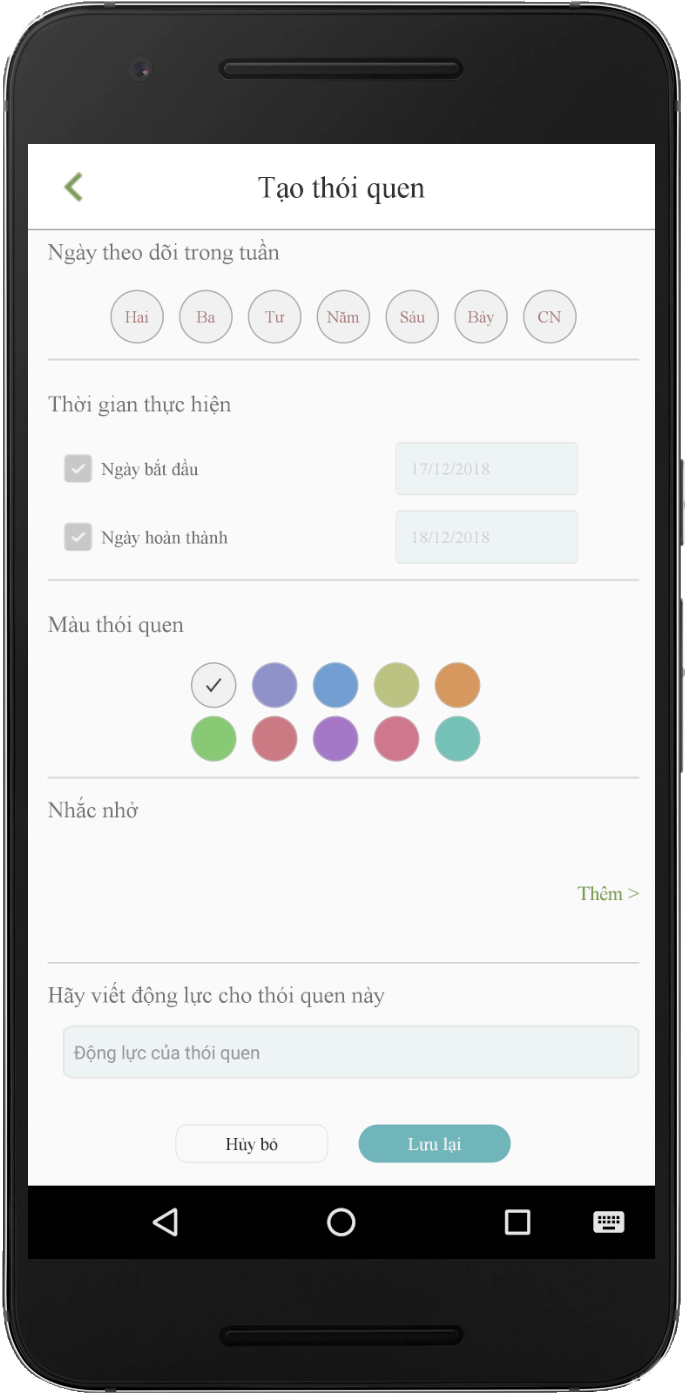 Tạo thói quen
Ngày theo dõi trong tuần
Hai Ba Tư Năm Sáu Bảy CN
Thời gian thực hiện
Ngày bắt đầu 17/12/2018
Ngày hoàn thành 18/12/2018
Màu thói quen
Nhắc nhở
Thêm >
Hãy viết động lực cho thói quen này
Động lực của thói quen
Hủy bỏ Lưu lại